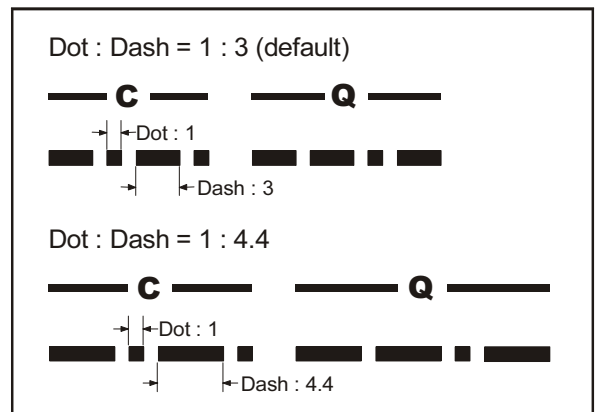 Dot : Dash = 1 : 3 (default)
C Q
Dot : 1
Dash : 3
Dot : Dash = 1 : 4.4
C Q
Dot : 1
Dash : 4.4